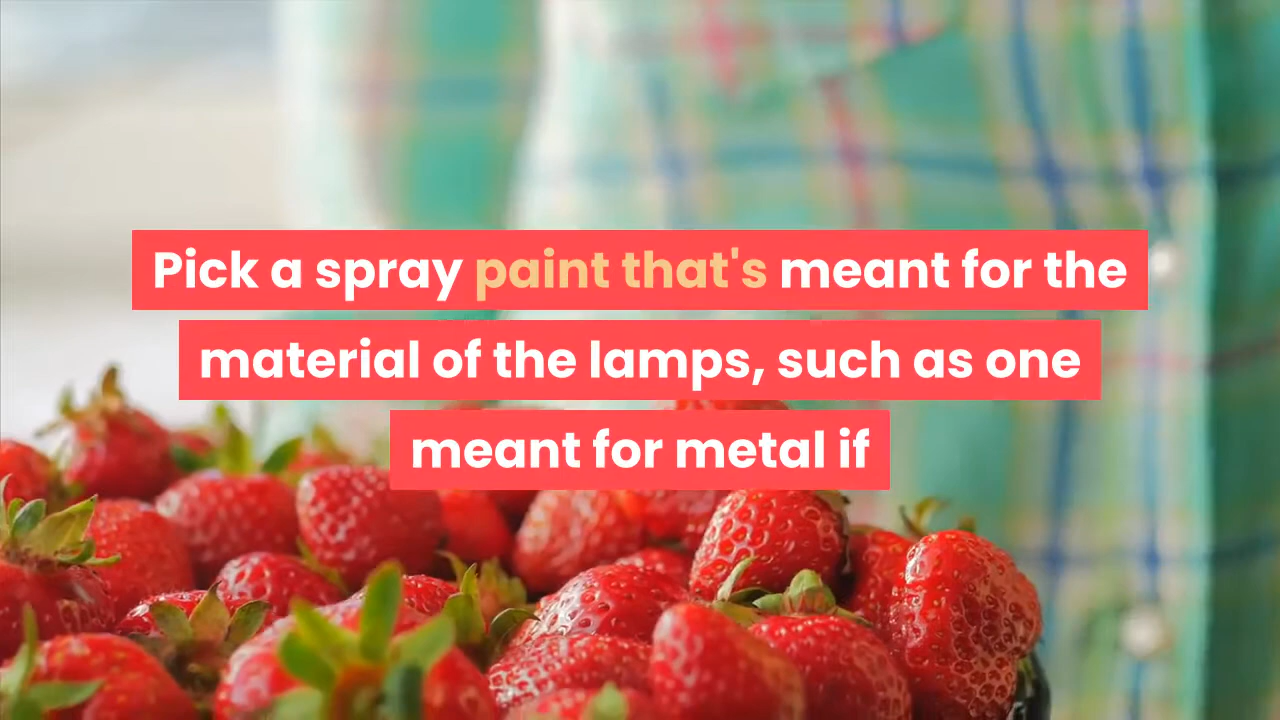 Pick a spray paint that's meant for the
material of the lamps, such as one
meant for metal if